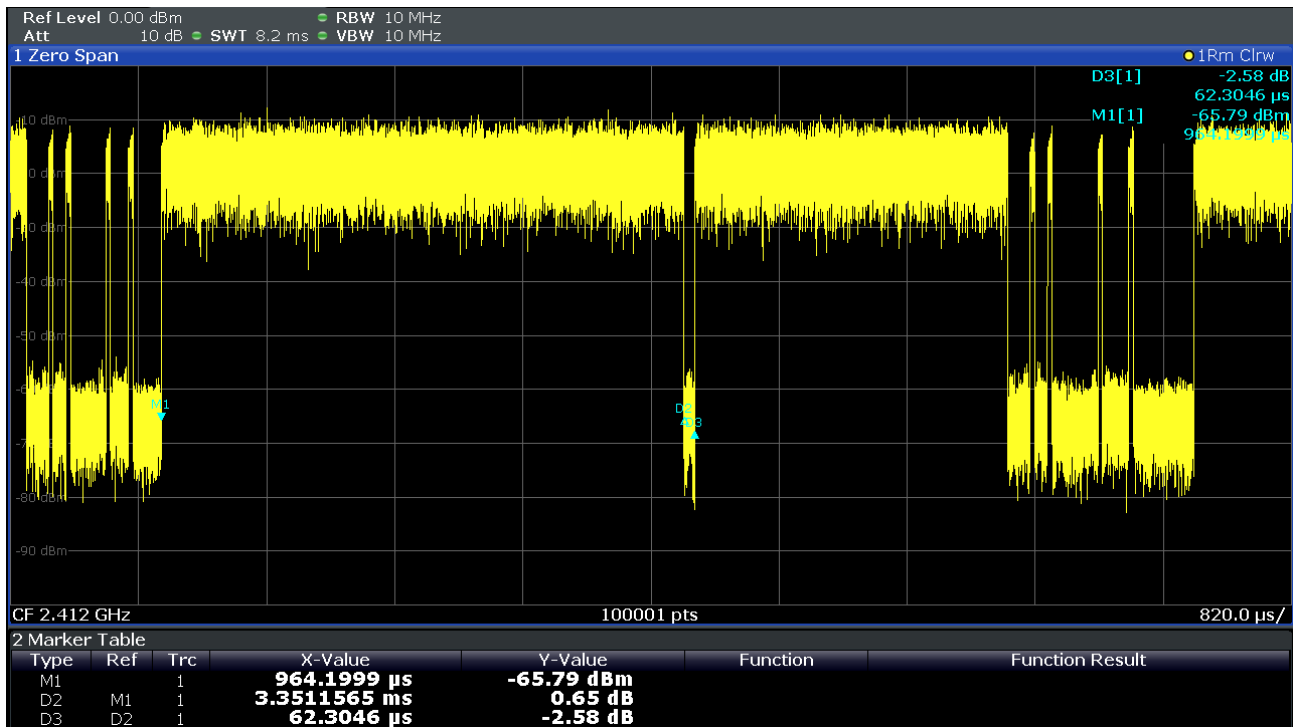 Ref Level 0.00 dBm RBW 10 MHz
Att 10 dB SWT 8.2 ms VBW 10 MHz
1 Zero Span 1Rm Clrw
D3[1] -2.58 dB
62.3046 µs
M1[1] -65.79 dBm
964.1999 µs
-40 dBm
-50 dBm
-80 dBm
-90 dBm
M1
D2
D3
CF 2.412 GHz 100001 pts 820.0 µs/
2 Marker Table
Type Ref Trc X-Value Y-Value Function Function Result
M1 1 964.1999 µs -65.79 dBm
D2 M1 1 3.3511565 ms 0.65 dB
D3 D2 1 62.3046 µs -2.58 dB